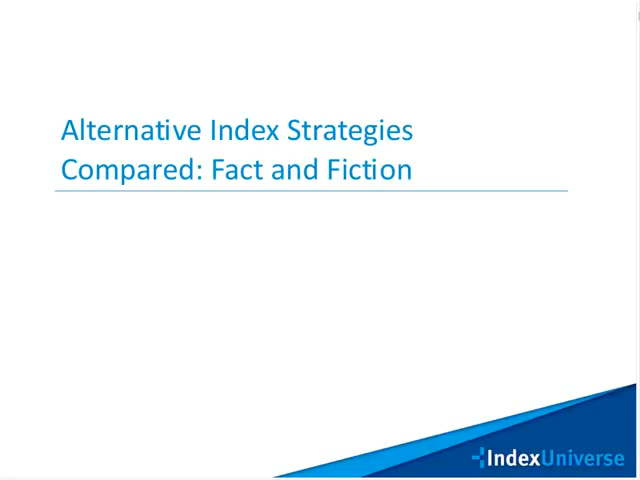 Alternative Index Strategies
Compared: Fact and Fiction
IndexUniverse